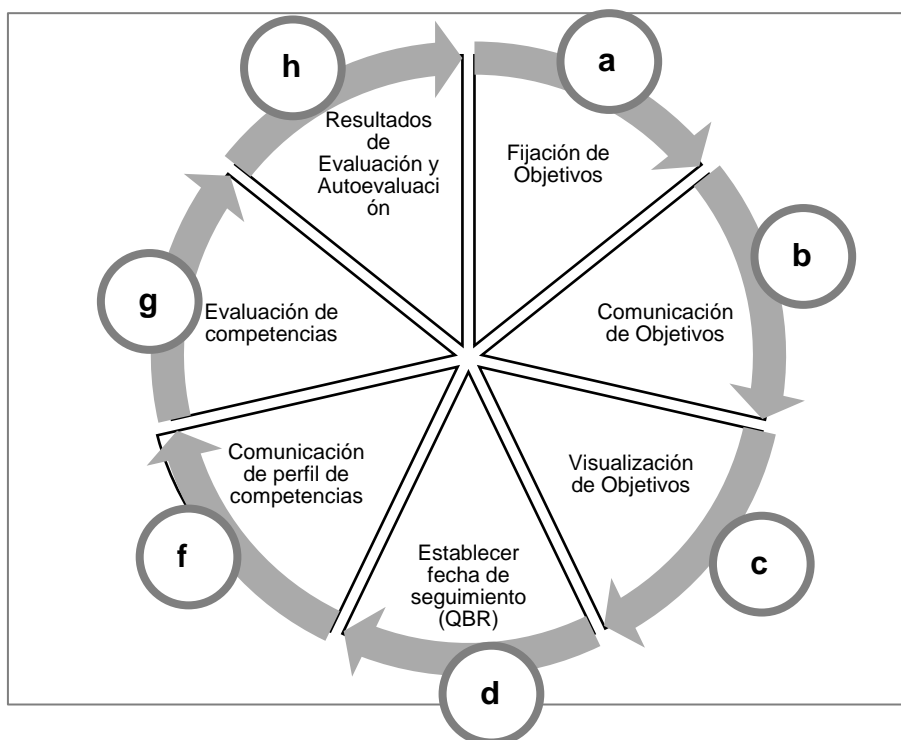 a
Fijación de
Objetivos
b
Comunicación
de Objetivos
c
Visualización
de Objetivos
d
Establecer
fecha de
seguimiento
(QBR)
f
Comunicación
de perfil de
competencias
g
Evaluación de
competencias
h
Resultados
de
Evaluación y
Autoevaluaci
ón